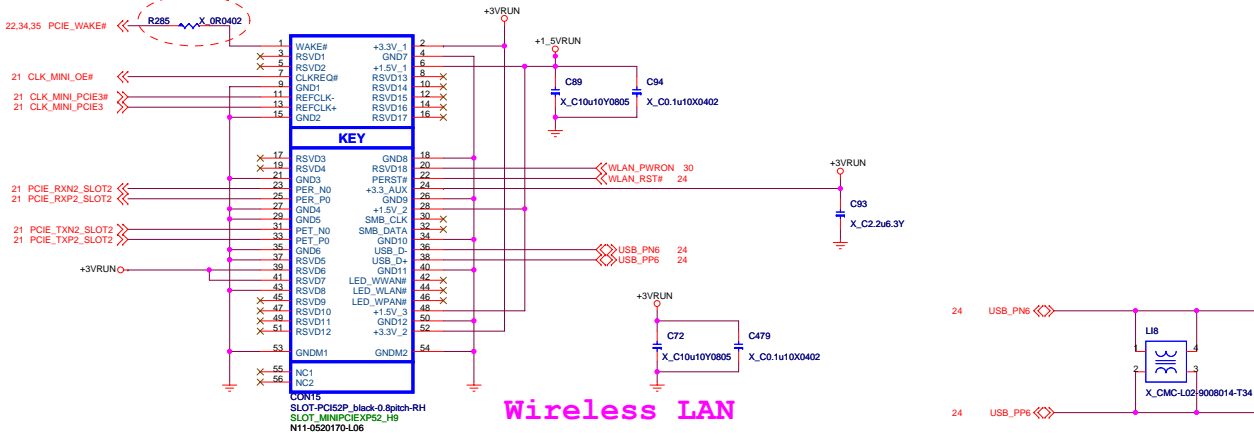 R285 X_0R0402
22,34,35 PCIE_WAKE#
21 CLK_MINI_OE#
21 CLK_MINI_PCIE3#
21 CLK_MINI_PCIE3
21 PCIE_RXN2_SLOT2
21 PCIE_RXP2_SLOT2
21 PCIE_TXN2_SLOT2
21 PCIE_TXP2_SLOT2
+3VRUN
1 WAKE# +3.3V_1 2
3 RSVD1 GND7 4
5 RSVD2 +1.5V_1 6
7 CLKREQ# RSVD13 8
9 GND1 RSVD14 10
11 REFCLK- RSVD15 12
13 REFCLK+ RSVD16 14
15 GND2 RSVD17 16
KEY
17 RSVD3 GND8 18
19 RSVD4 RSVD18 20
21 GND3 PERST# 22
23 PER_N0 +3.3_AUX 24
25 PER_P0 GND9 26
27 GND4 +1.5V_2 28
29 GND5 SMB_CLK 30
31 PET_N0 SMB_DATA 32
33 PET_P0 GND10 34
35 GND6 USB_D- 36
37 RSVD5 USB_D+ 38
39 RSVD6 GND11 40
41 RSVD7 LED_WWAN# 42
43 RSVD8 LED_WLAN# 44
45 RSVD9 LED_WPAN# 46
47 RSVD10 +1.5V_3 48
49 RSVD11 GND12 50
51 RSVD12 +3.3V_2 52
53 GNDM1 GNDM2 54
55 NC1
56 NC2
CON15
SLOT-PCI52P_black-0.8pitch-RH
SLOT_MINIPCIEXP52_H9
N11-0520170-L06
+3VRUN
+1_5VRUN
C89
X_C10u10Y0805
C94
X_C0.1u10X0402
WLAN_PWRON 30
WLAN_RST# 24
+3VRUN
C93
X_C2.2u6.3Y
USB_PN6 24
USB_PP6 24
+3VRUN
C72
X_C10u10Y0805
C479
X_C0.1u10X0402
Wireless LAN
24 USB_PN6
LI8
1 4
2 3
X_CMC-L02-9008014-T34
24 USB_PP6